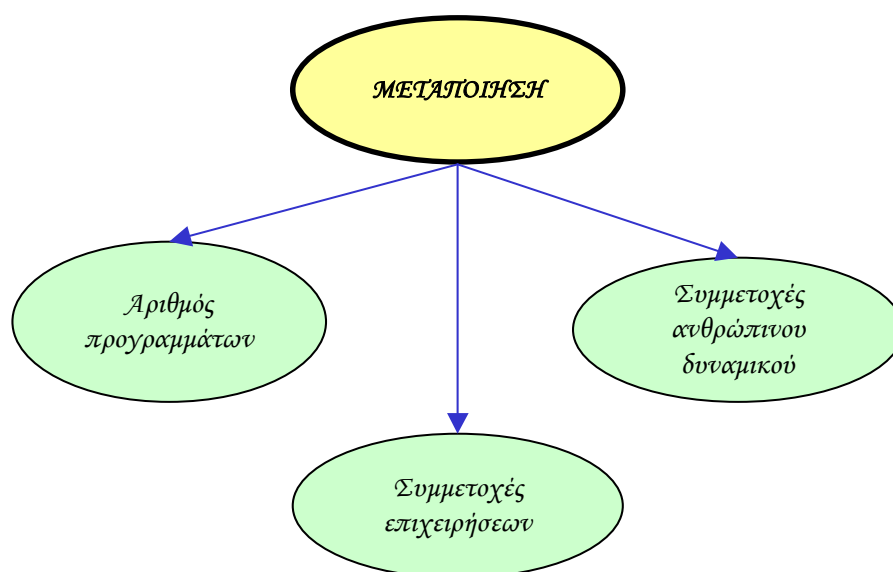 ΜΕΤΑΠΟΙΗΣΗ
Αριθμός
προγραμμάτων
Συμμετοχές
ανθρώπινου
δυναμικού
Συμμετοχές
επιχειρήσεων